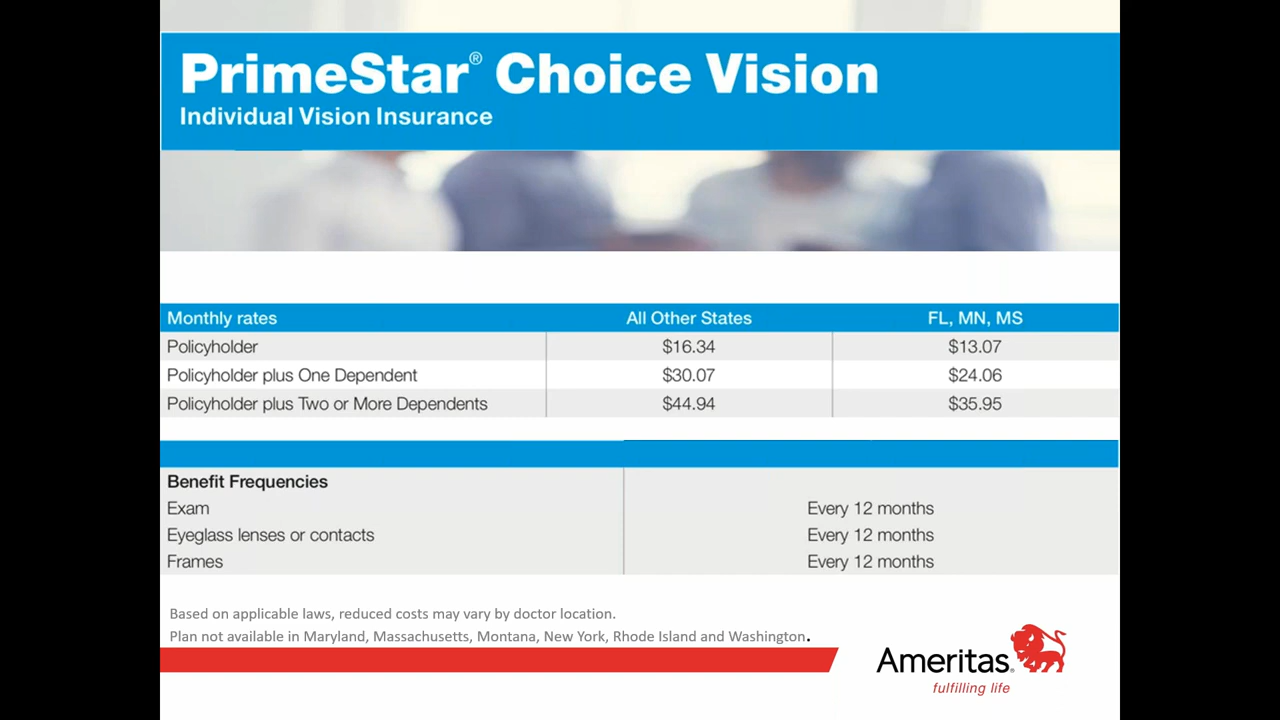 PrimeStar® Choice Vision
Individual Vision Insurance
Monthly rates All Other States FL, MN, MS
Policyholder $16.34 $13.07
Policyholder plus One Dependent $30.07 $24.06
Policyholder plus Two or More Dependents $44.94 $35.95
Benefit Frequencies
Exam Every 12 months
Eyeglass lenses or contacts Every 12 months
Frames Every 12 months
Based on applicable laws, reduced costs may vary by doctor location.
Plan not available in Maryland, Massachusetts, Montana, New York, Rhode Island and Washington.
Ameritas®
fulfilling life